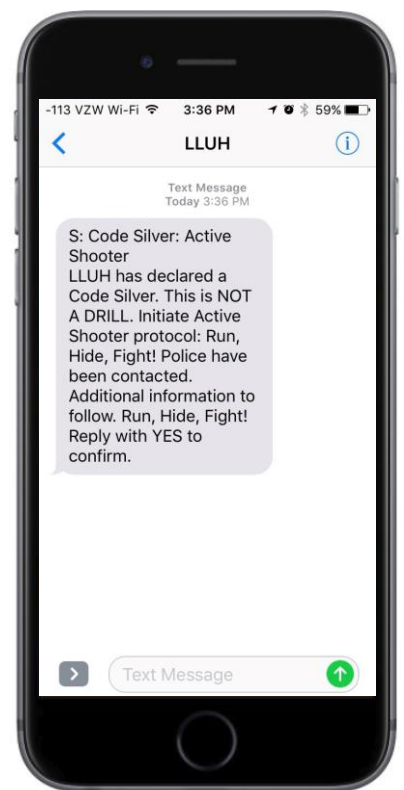 -113 VZW Wi-Fi 3:36 PM 59%
LLUH
Text Message
Today 3:36 PM
S: Code Silver: Active
Shooter
LLUH has declared a
Code Silver. This is NOT
A DRILL. Initiate Active
Shooter protocol: Run,
Hide, Fight! Police have
been contacted.
Additional information to
follow. Run, Hide, Fight!
Reply with YES to
confirm.
Text Message